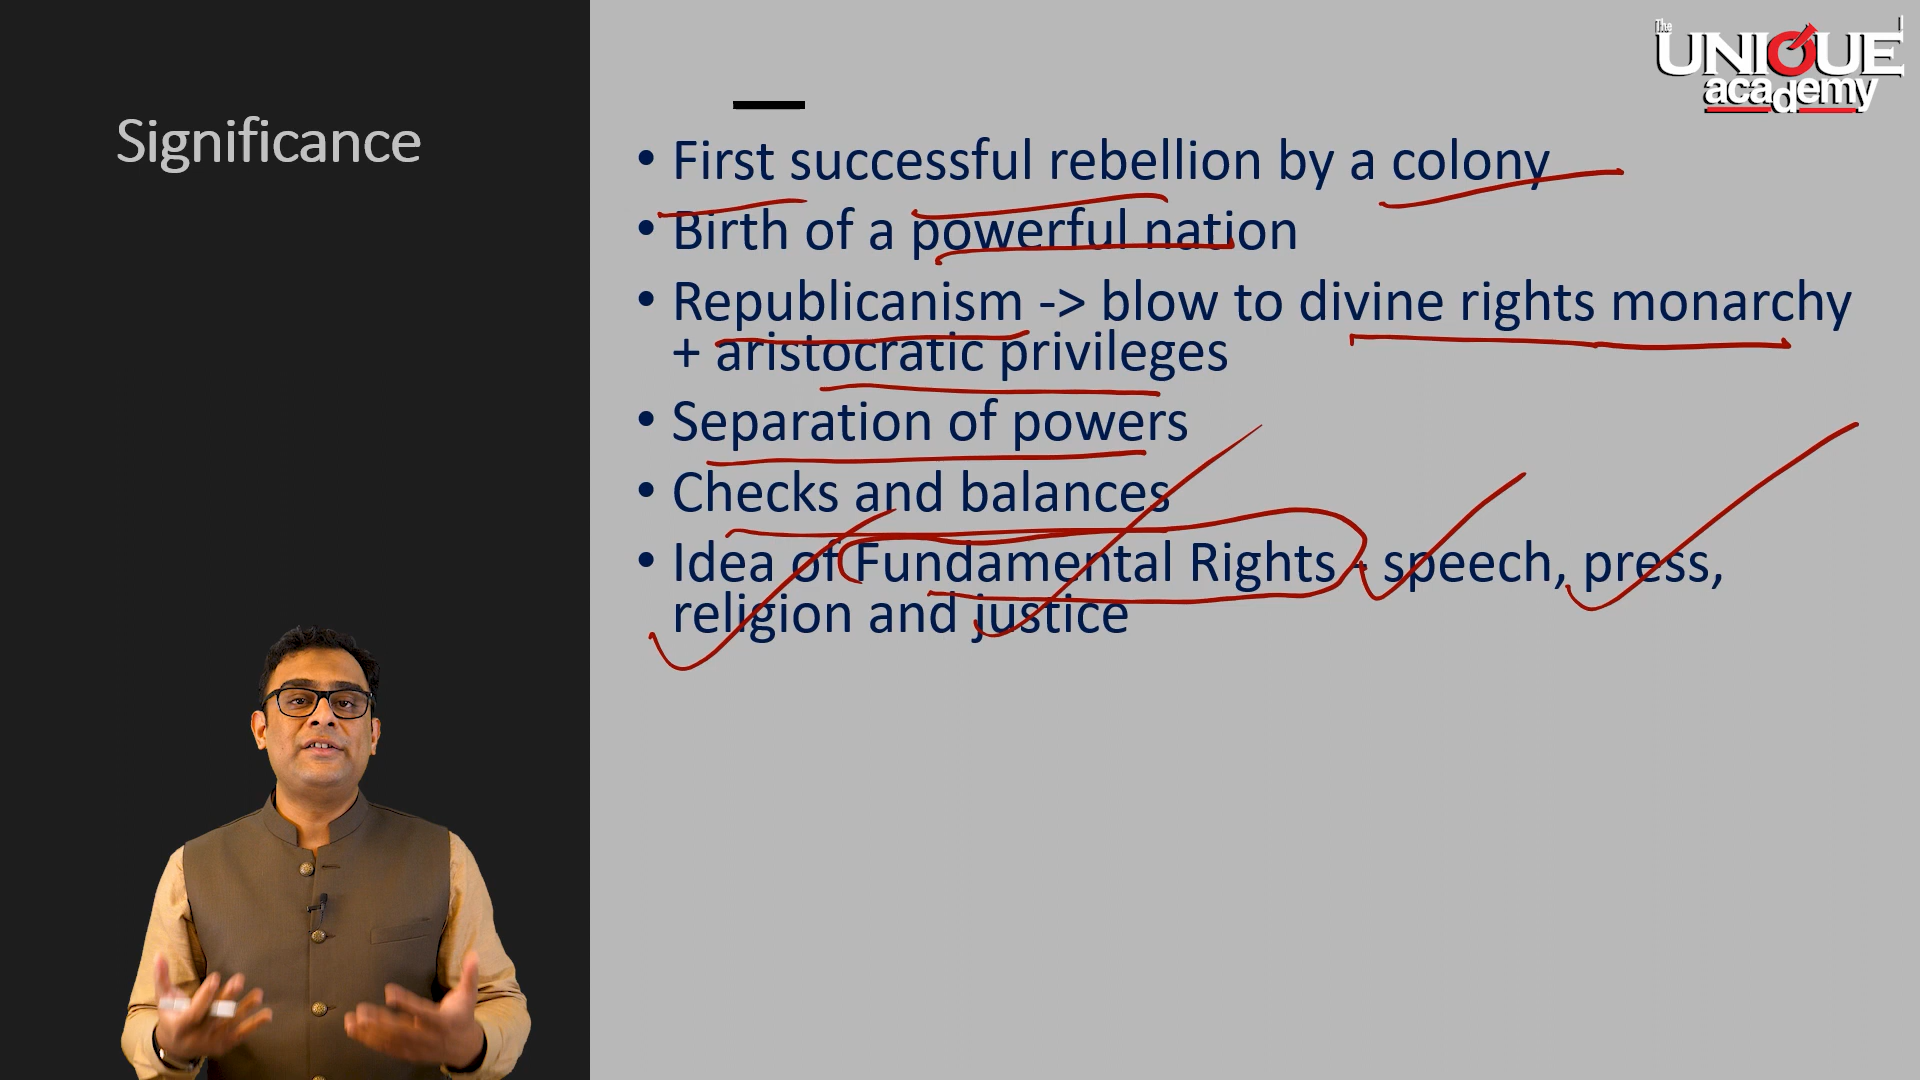 The
UNIQUE
academy
Significance
• First successful rebellion by a colony
• Birth of a powerful nation
• Republicanism -> blow to divine rights monarchy
+ aristocratic privileges
• Separation of powers
• Checks and balances
• Idea of Fundamental Rights - speech, press,
religion and justice